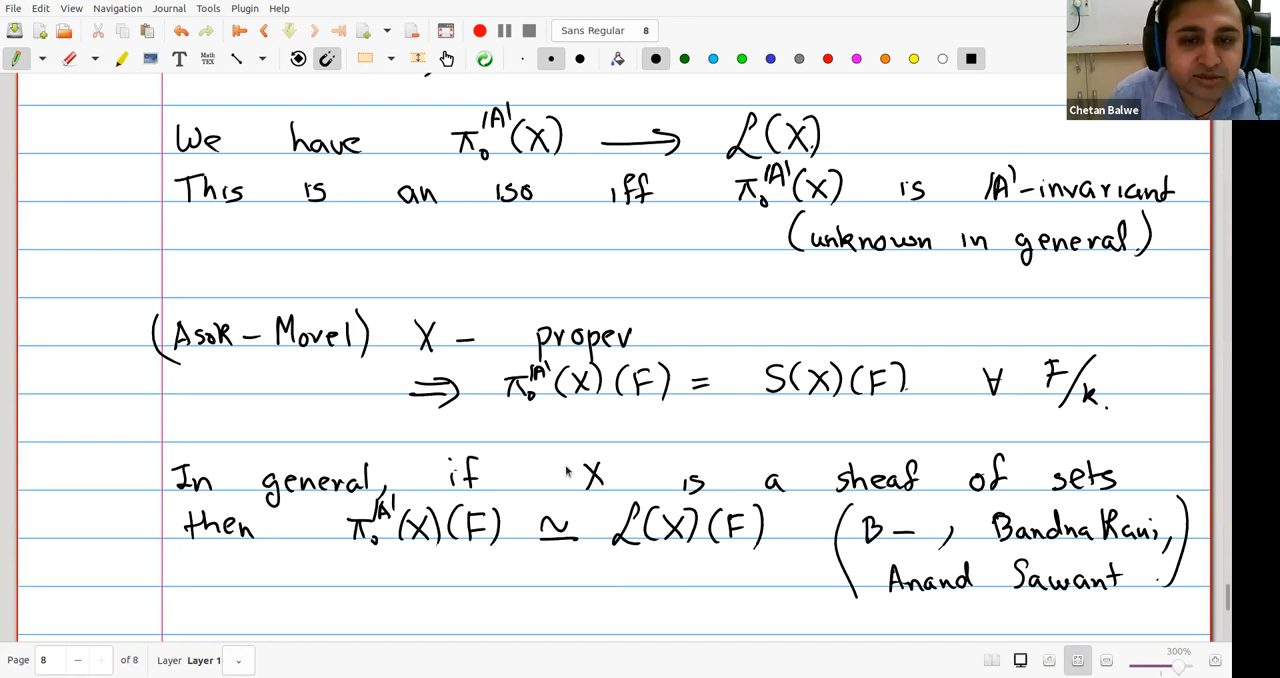 File Edit View Navigation Journal Tools Plugin Help
Sans Regular 8
Chetan Balwe
We have π₀^{𝔸¹}(X) ⟶ ℒ(X)
This is an iso iff π₀^{𝔸¹}(X) is 𝔸¹-invariant
(unknown in general.)
(Asok – Morel) X – proper
⟹ π₀^{𝔸¹}(X)(F) = S(X)(F). ∀ F/k.
In general, if X is a sheaf of sets
then π₀^{𝔸¹}(X)(F) ≃ ℒ(X)(F) (B – , Bandna Rani,
Anand Sawant.)
Page 8 of 8 Layer Layer 1 300%